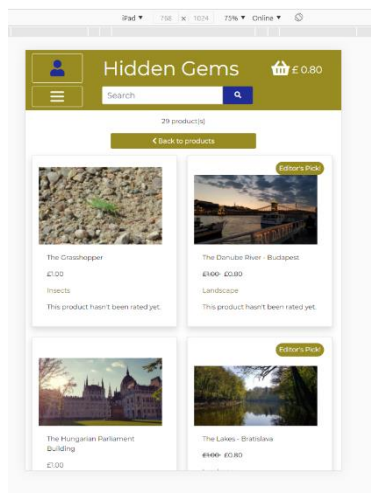 iPad ▼ 768 x 1024 75% ▼ Online ▼
Hidden Gems
£ 0.80
Search
29 product(s)
Back to products
The Grasshopper
£1.00
Insects
This product hasn't been rated yet.
Editor's Pick!
The Danube River - Budapest
£1.00 £0.80
Landscape
This product hasn't been rated yet.
The Hungarian Parliament
Building
£1.00
Editor's Pick!
The Lakes - Bratislava
£1.00 £0.80